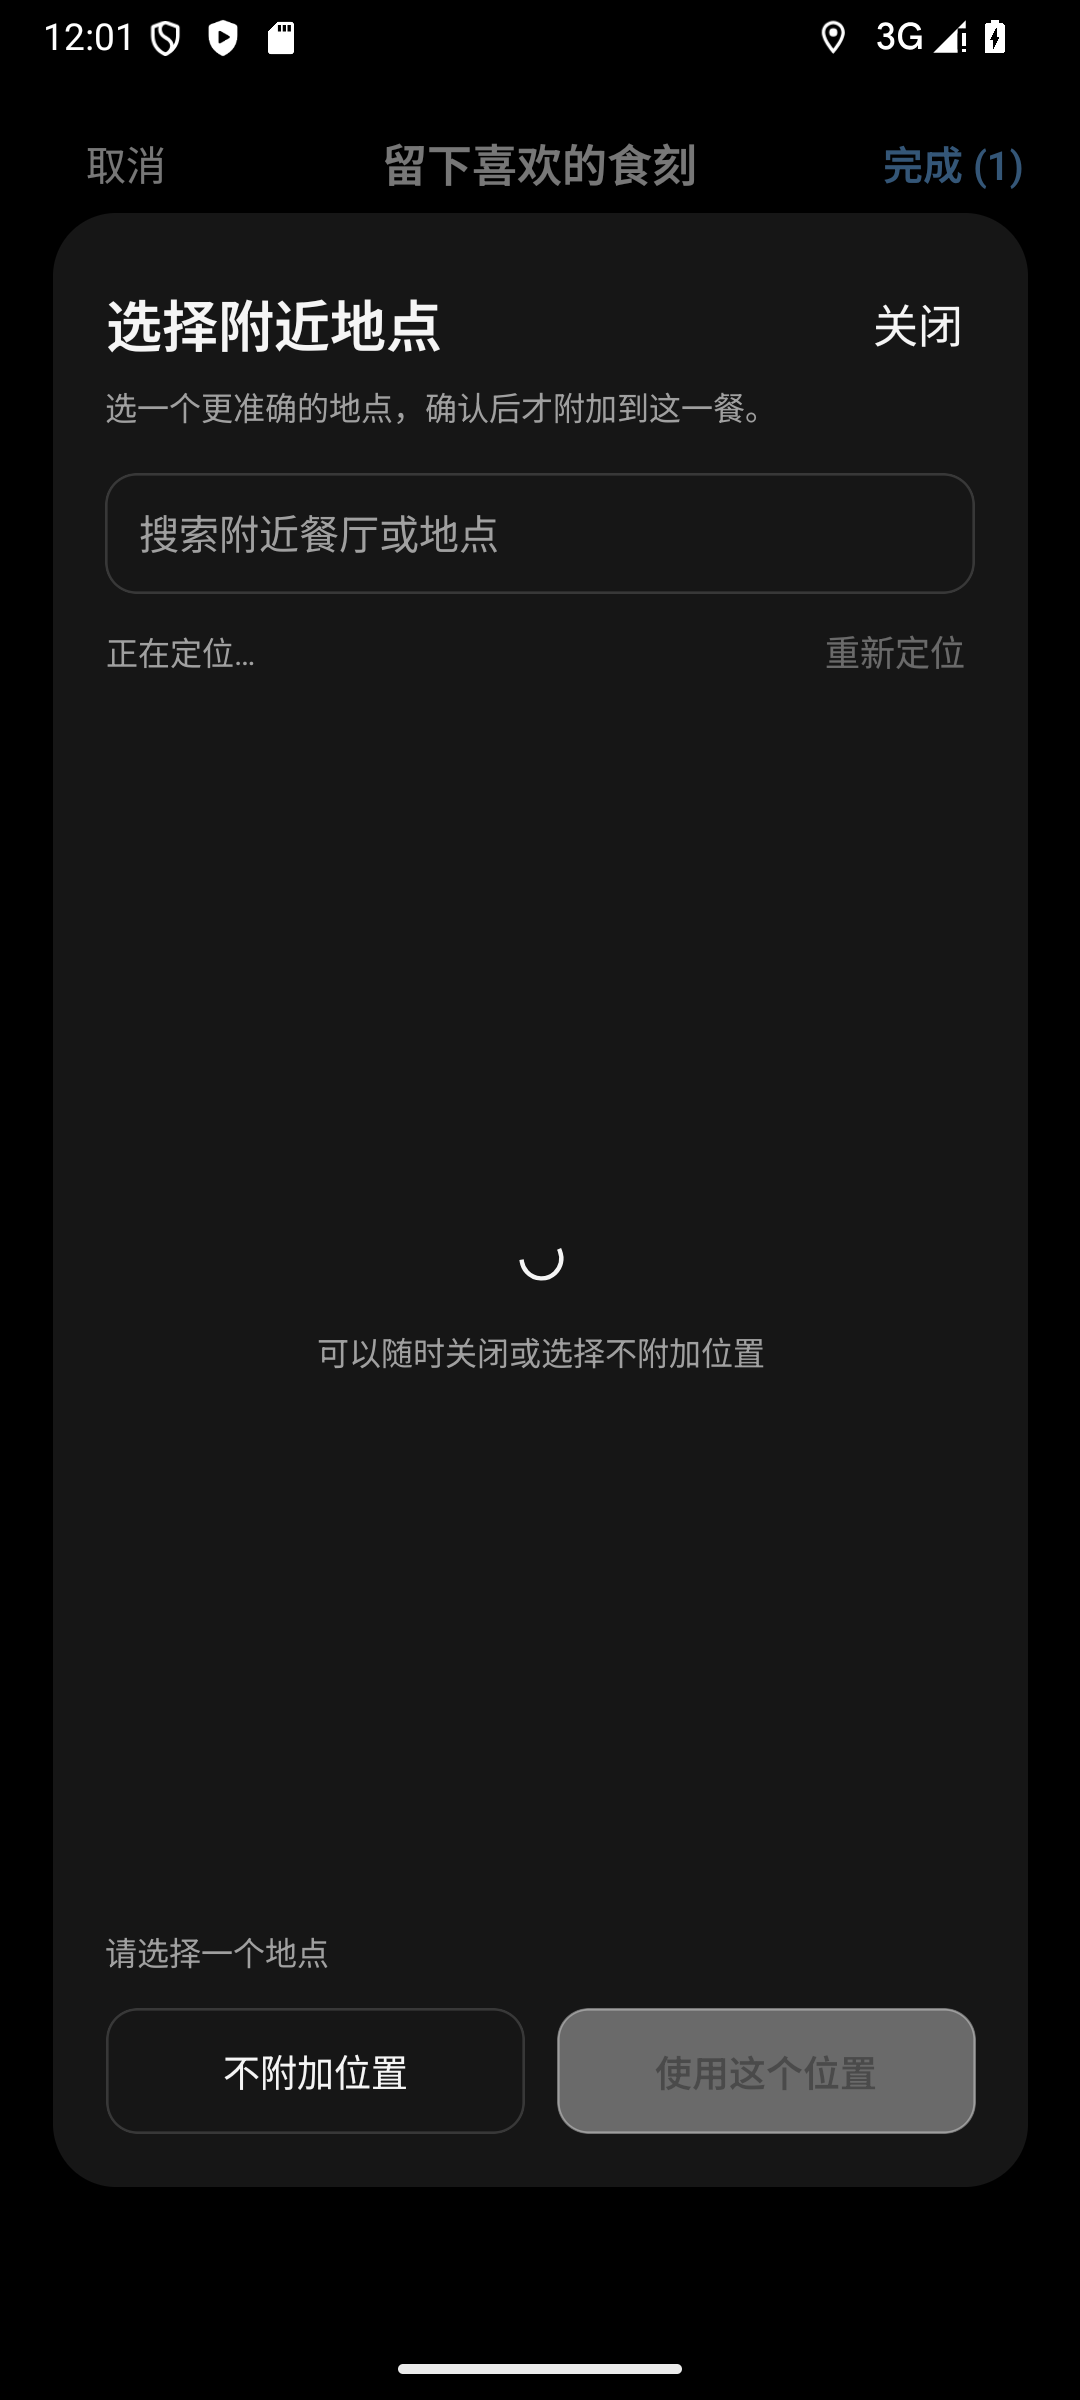 12:01 3G
取消 留下喜欢的食刻 完成 (1)
选择附近地点 关闭
选一个更准确的地点，确认后才附加到这一餐。
搜索附近餐厅或地点
正在定位... 重新定位
可以随时关闭或选择不附加位置
请选择一个地点
不附加位置 使用这个位置